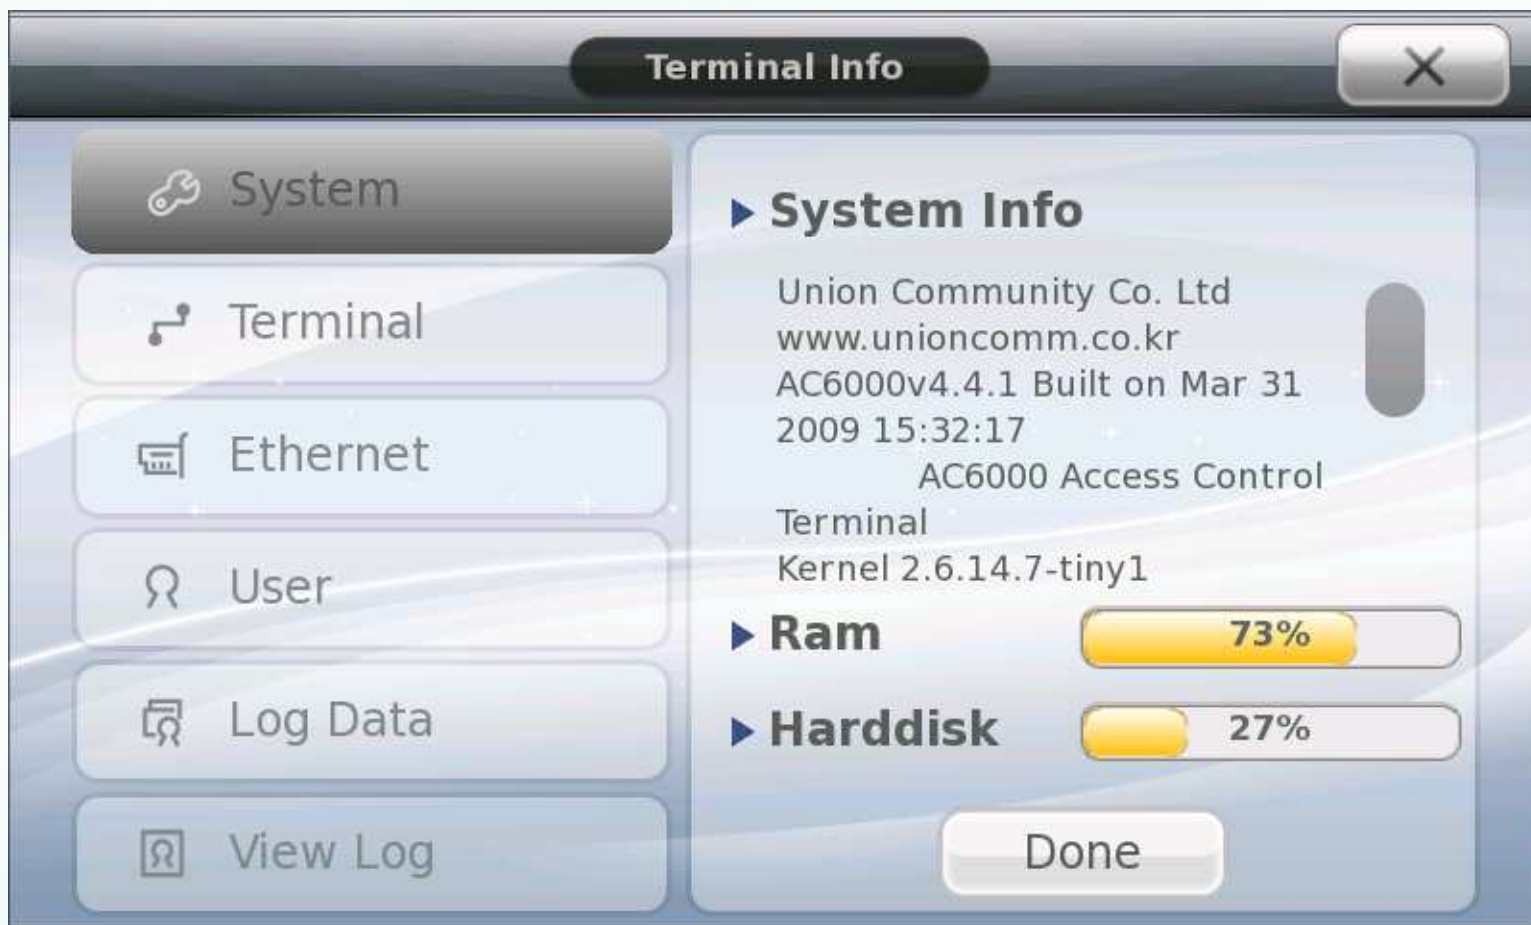 Terminal Info
System
Terminal
Ethernet
User
Log Data
View Log
System Info
Union Community Co. Ltd
www.unioncomm.co.kr
AC6000v4.4.1 Built on Mar 31
2009 15:32:17
AC6000 Access Control
Terminal
Kernel 2.6.14.7-tiny1
Ram 73%
Harddisk 27%
Done